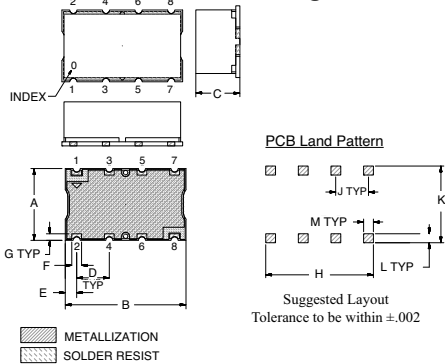 2 4 6 8
INDEX
0
1 3 5 7
C
PCB Land Pattern
1 3 5 7
A
J TYP
K
M TYP
G TYP
2 4 6 8
F
D
TYP
L TYP
E
H
B
Suggested Layout
Tolerance to be within ±.002
METALLIZATION
SOLDER RESIST